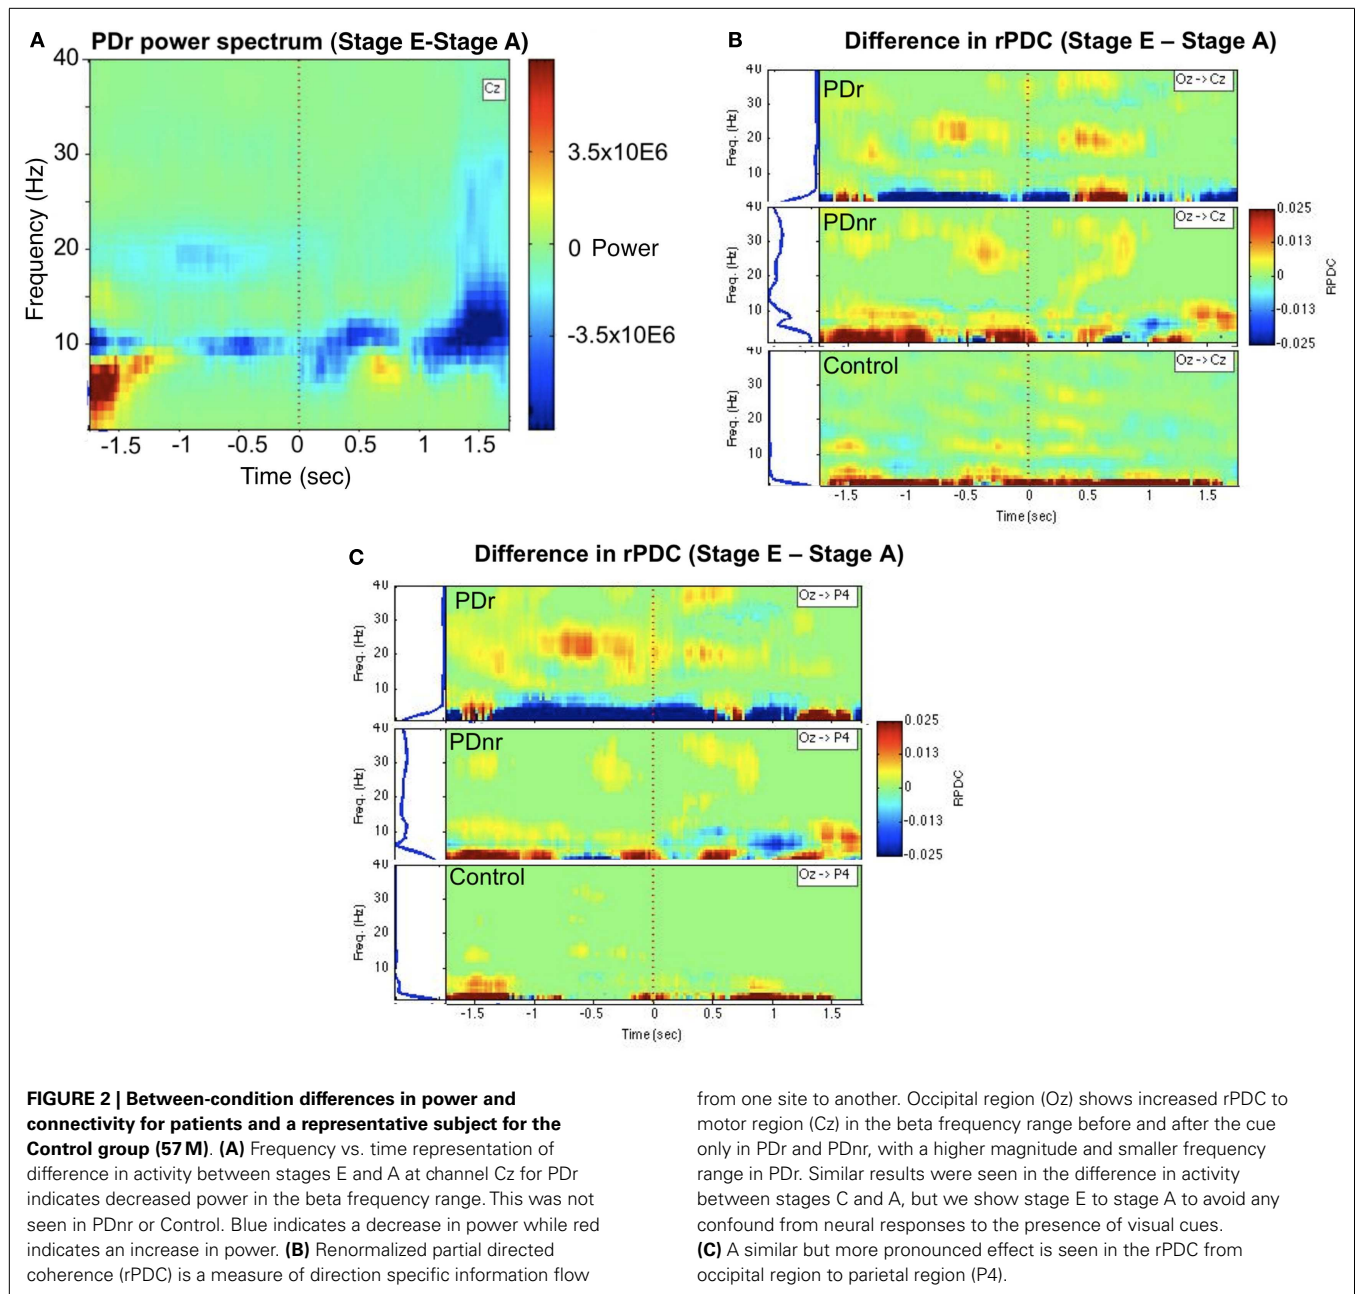 A
PDr power spectrum (Stage E-Stage A)
40
30
20
10
Frequency (Hz)
Cz
-1.5
-1
-0.5
0
0.5
1
1.5
Time (sec)
3.5x10E6
0 Power
-3.5x10E6
B
Difference in rPDC (Stage E – Stage A)
40
30
20
10
Freq. (Hz)
PDr
Oz -> Cz
40
30
20
10
Freq. (Hz)
PDnr
Oz -> Cz
40
30
20
10
Freq. (Hz)
Control
Oz -> Cz
-1.5
-1
-0.5
0
0.5
1
1.5
Time (sec)
0.025
0.013
0
-0.013
-0.025
RPDC
C
Difference in rPDC (Stage E – Stage A)
40
30
20
10
Freq. (Hz)
PDr
Oz -> P4
40
30
20
10
Freq. (Hz)
PDnr
Oz -> P4
40
30
20
10
Freq. (Hz)
Control
Oz -> P4
-1.5
-1
-0.5
0
0.5
1
1.5
Time (sec)
0.025
0.013
0
-0.013
-0.025
RPDC
FIGURE 2 | Between-condition differences in power and
connectivity for patients and a representative subject for the
Control group (57 M). (A) Frequency vs. time representation of
difference in activity between stages E and A at channel Cz for PDr
indicates decreased power in the beta frequency range. This was not
seen in PDnr or Control. Blue indicates a decrease in power while red
indicates an increase in power. (B) Renormalized partial directed
coherence (rPDC) is a measure of direction specific information flow
from one site to another. Occipital region (Oz) shows increased rPDC to
motor region (Cz) in the beta frequency range before and after the cue
only in PDr and PDnr, with a higher magnitude and smaller frequency
range in PDr. Similar results were seen in the difference in activity
between stages C and A, but we show stage E to stage A to avoid any
confound from neural responses to the presence of visual cues.
(C) A similar but more pronounced effect is seen in the rPDC from
occipital region to parietal region (P4).